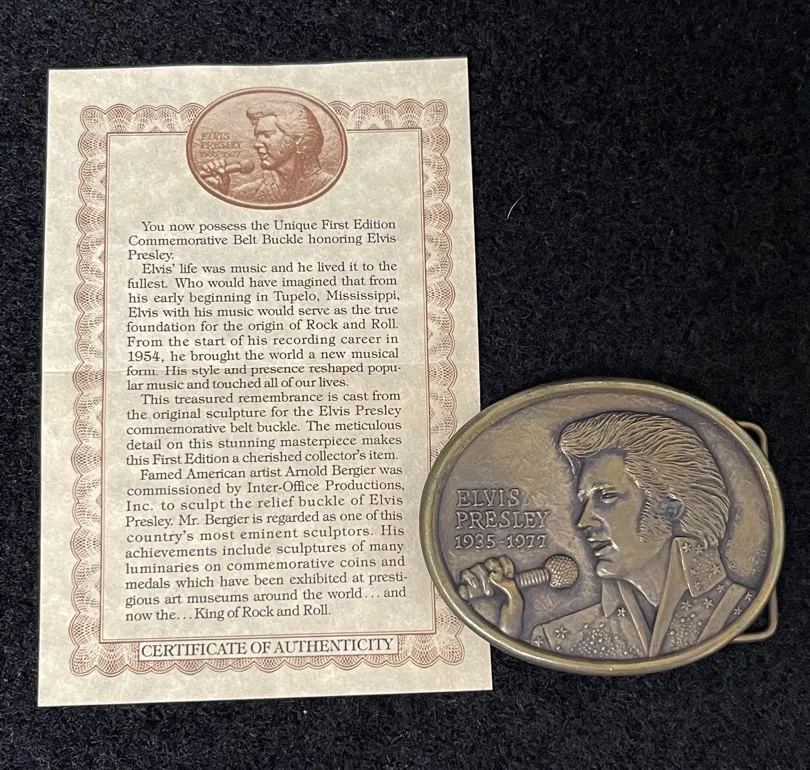 ELVIS
PRESLEY
1935-1977
You now possess the Unique First Edition
Commemorative Belt Buckle honoring Elvis
Presley.
Elvis' life was music and he lived it to the
fullest. Who would have imagined that from
his early beginning in Tupelo, Mississippi,
Elvis with his music would serve as the true
foundation for the origin of Rock and Roll.
From the start of his recording career in
1954, he brought the world a new musical
form. His style and presence reshaped popu-
lar music and touched all of our lives.
This treasured remembrance is cast from
the original sculpture for the Elvis Presley
commemorative belt buckle. The meticulous
detail on this stunning masterpiece makes
this First Edition a cherished collector's item.
Famed American artist Arnold Bergier was
commissioned by Inter-Office Productions,
Inc. to sculpt the relief buckle of Elvis
Presley. Mr. Bergier is regarded as one of this
country's most eminent sculptors. His
achievements include sculptures of many
luminaries on commemorative coins and
medals which have been exhibited at presti-
gious art museums around the world...and
now the...King of Rock and Roll.
CERTIFICATE OF AUTHENTICITY
ELVIS
PRESLEY
1935-1977